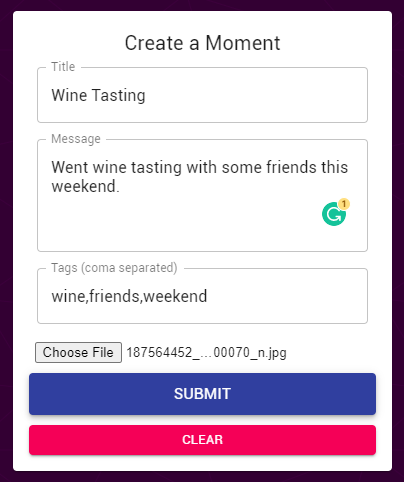 Create a Moment
Title
Wine Tasting
Message
Went wine tasting with some friends this
weekend.
1
Tags (coma separated)
wine,friends,weekend
Choose File 187564452_...00070_n.jpg
SUBMIT
CLEAR